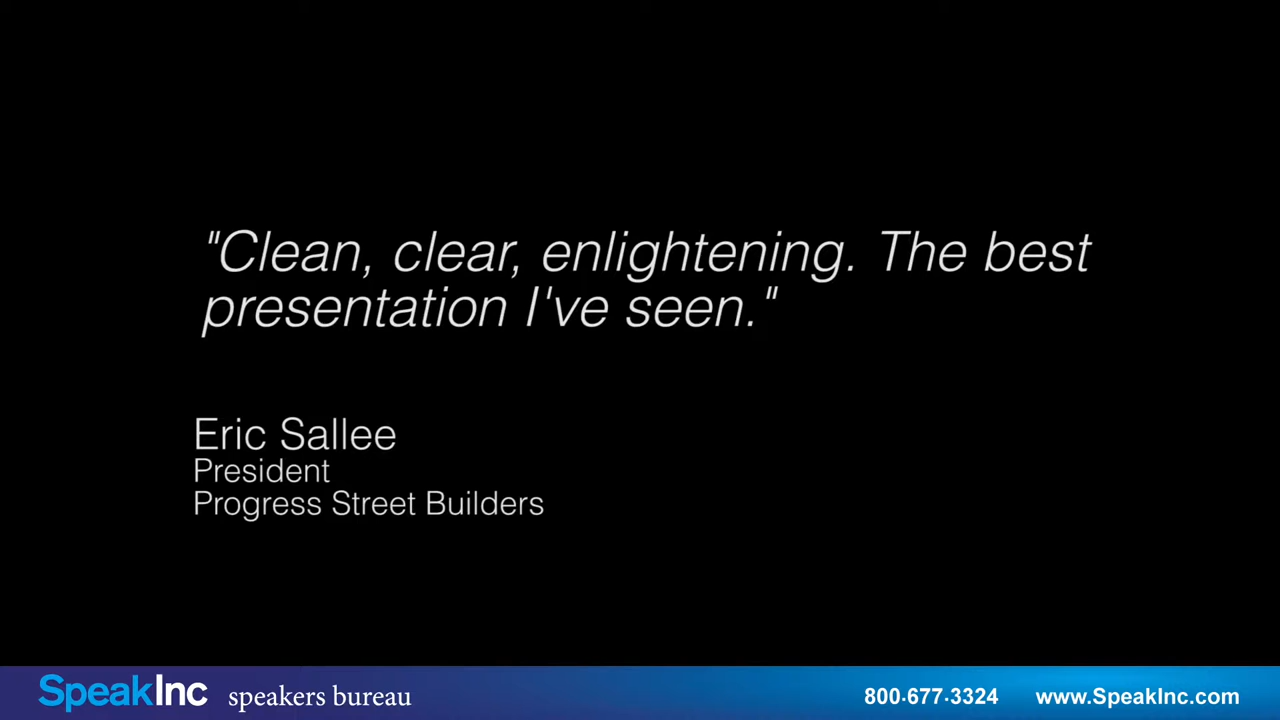 "Clean, clear, enlightening. The best
presentation I've seen."
Eric Sallee
President
Progress Street Builders
SpeakInc speakers bureau 800-677-3324 www.SpeakInc.com